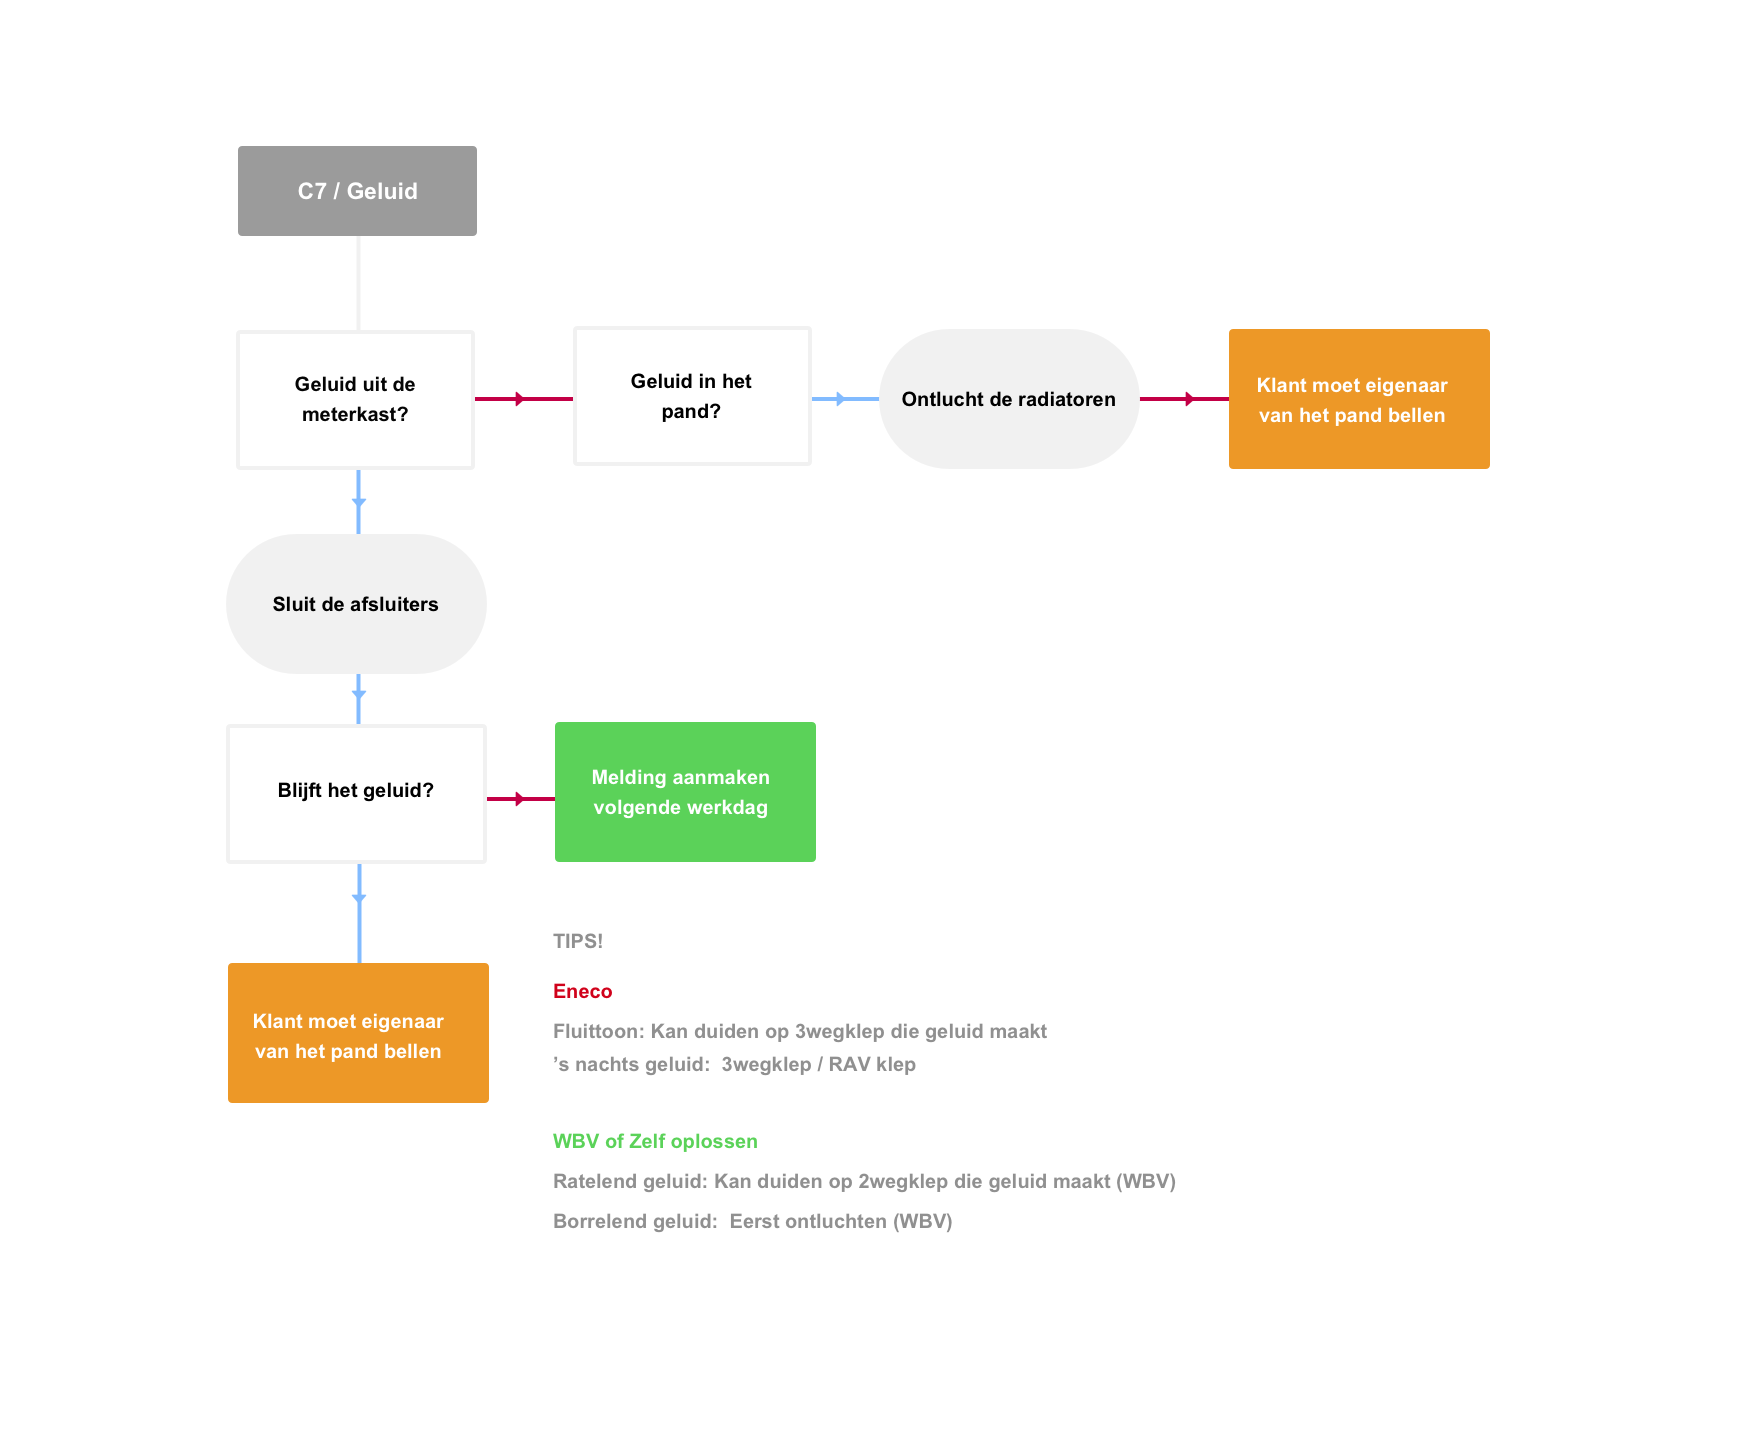 C7 / Geluid
Geluid uit de
meterkast?
Geluid in het
pand?
Ontlucht de radiatoren
Klant moet eigenaar
van het pand bellen
Sluit de afsluiters
Blijft het geluid?
Melding aanmaken
volgende werkdag
Klant moet eigenaar
van het pand bellen
TIPS!
Eneco
Fluittoon: Kan duiden op 3wegklep die geluid maakt
’s nachts geluid:  3wegklep / RAV klep
WBV of Zelf oplossen
Ratelend geluid: Kan duiden op 2wegklep die geluid maakt (WBV)
Borrelend geluid:  Eerst ontluchten (WBV)